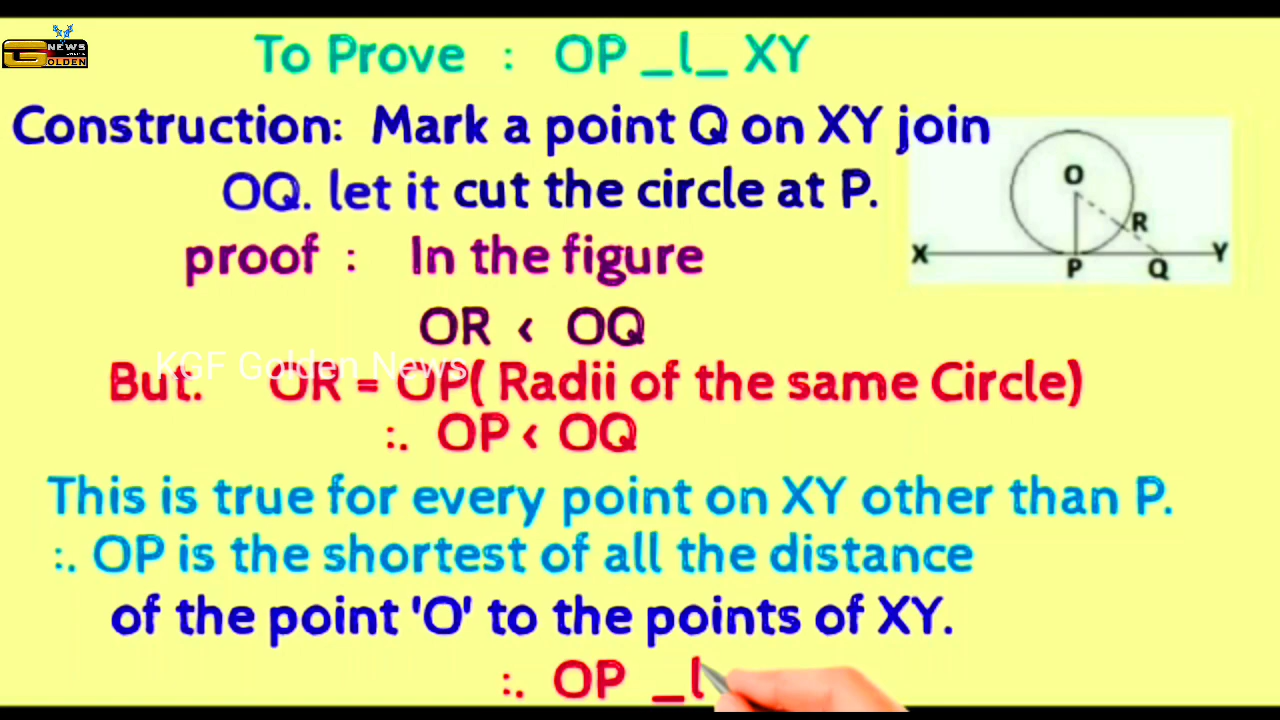 NEWS
GOLDEN
To Prove : OP _l_ XY
Construction: Mark a point Q on XY join
OQ. let it cut the circle at P.
proof : In the figure
OR < OQ
KGF Golden News
But. OR = OP( Radii of the same Circle)
:. OP < OQ
This is true for every point on XY other than P.
:. OP is the shortest of all the distance
of the point 'O' to the points of XY.
:. OP _l
O
R
X
Y
P
Q